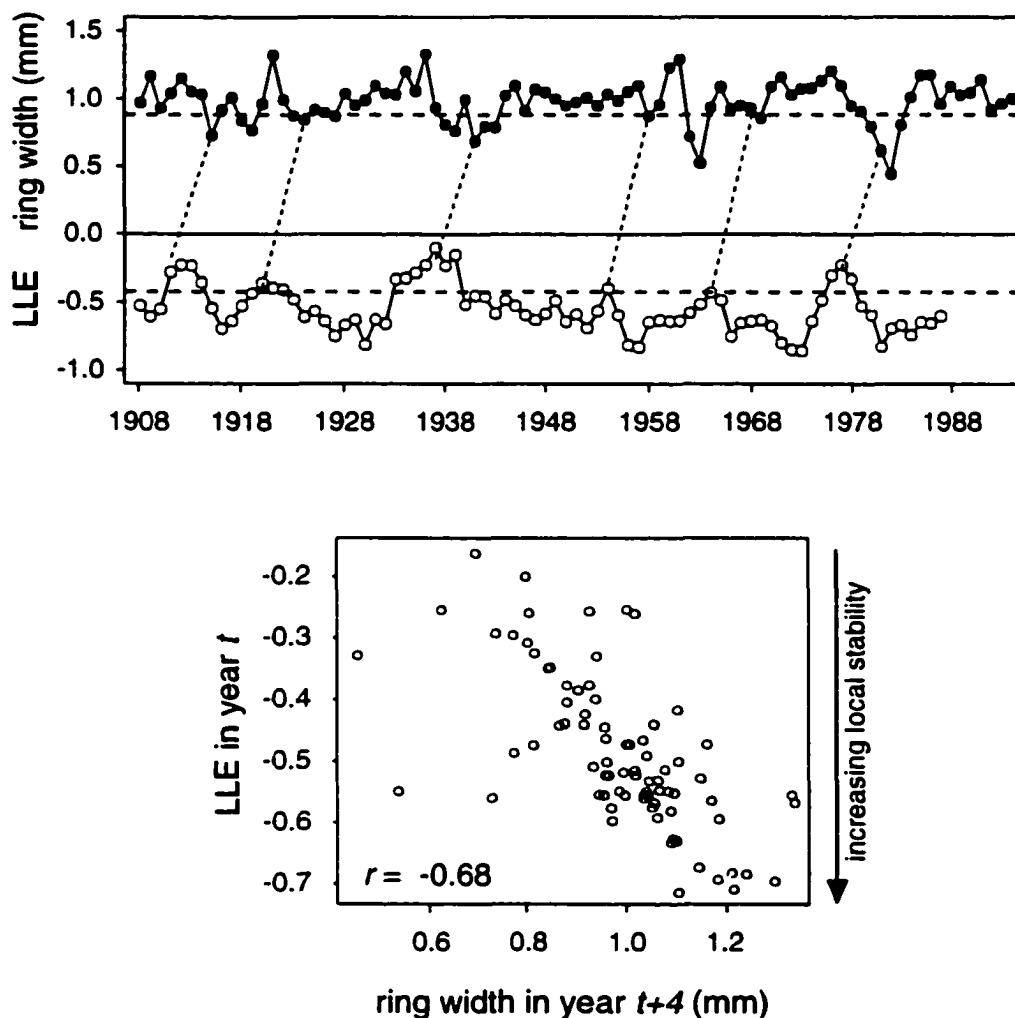 ring width (mm)
1.5
1.0
0.5
0.0
LLE
-0.5
-1.0
1908 1918 1928 1938 1948 1958 1968 1978 1988
LLE in year t
-0.2
-0.3
-0.4
-0.5
-0.6
-0.7
r = -0.68
increasing local stability
0.6 0.8 1.0 1.2
ring width in year t+4 (mm)